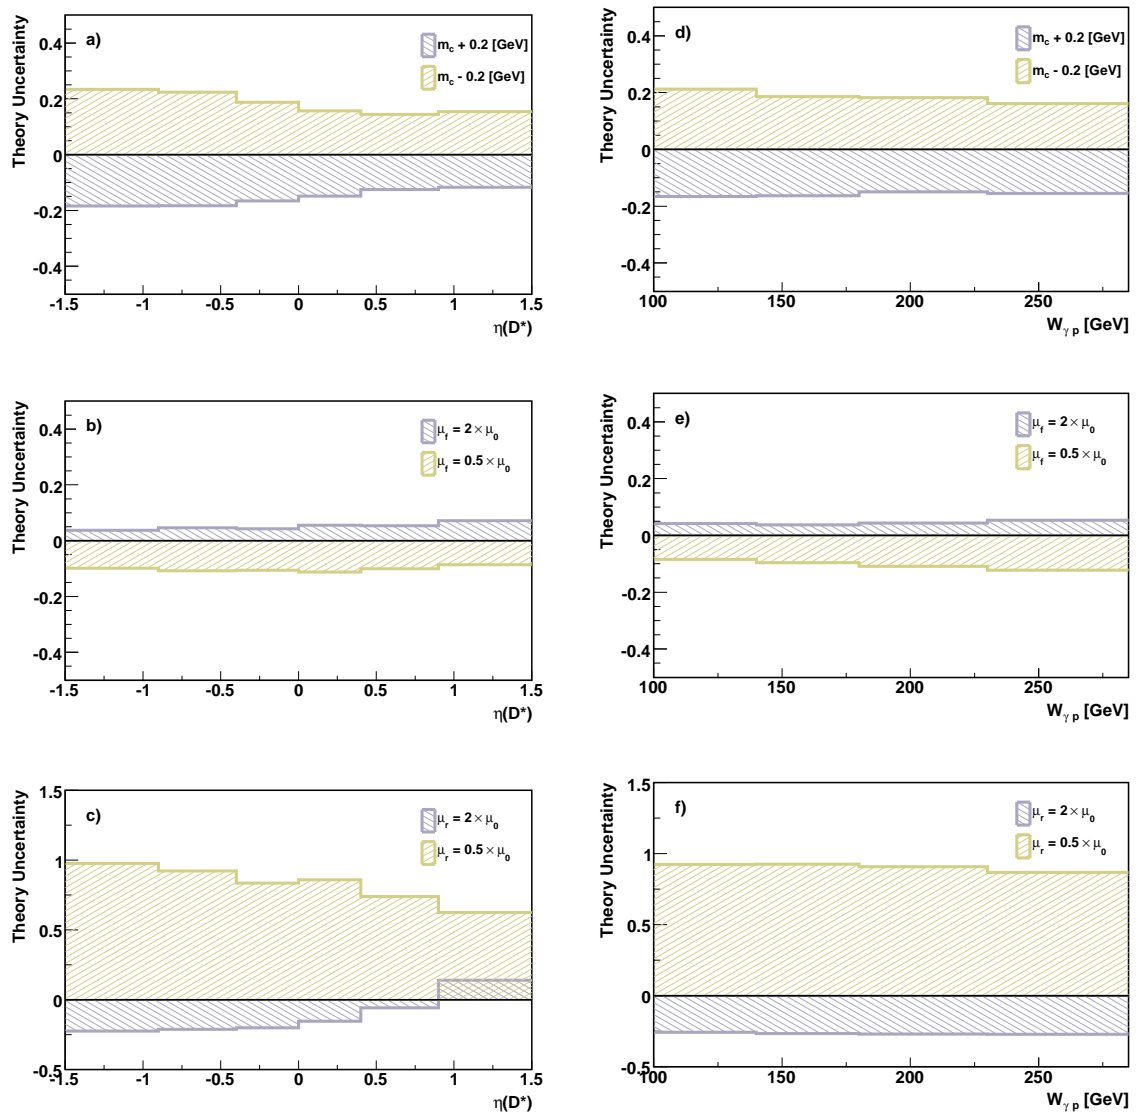 Theory Uncertainty
a)
m_c + 0.2 [GeV]
m_c - 0.2 [GeV]
0.4
0.2
0
-0.2
-0.4
-1.5 -1 -0.5 0 0.5 1 1.5
η(D*)
Theory Uncertainty
d)
m_c + 0.2 [GeV]
m_c - 0.2 [GeV]
0.4
0.2
0
-0.2
-0.4
100 150 200 250
W_γ p [GeV]
Theory Uncertainty
b)
μ_f = 2 × μ_0
μ_f = 0.5 × μ_0
0.4
0.2
0
-0.2
-0.4
-1.5 -1 -0.5 0 0.5 1 1.5
η(D*)
Theory Uncertainty
e)
μ_f = 2 × μ_0
μ_f = 0.5 × μ_0
0.4
0.2
0
-0.2
-0.4
100 150 200 250
W_γ p [GeV]
Theory Uncertainty
c)
μ_r = 2 × μ_0
μ_r = 0.5 × μ_0
1.5
1
0.5
0
-0.5
-1.5 -1 -0.5 0 0.5 1 1.5
η(D*)
Theory Uncertainty
f)
μ_r = 2 × μ_0
μ_r = 0.5 × μ_0
1.5
1
0.5
0
-0.5
100 150 200 250
W_γ p [GeV]